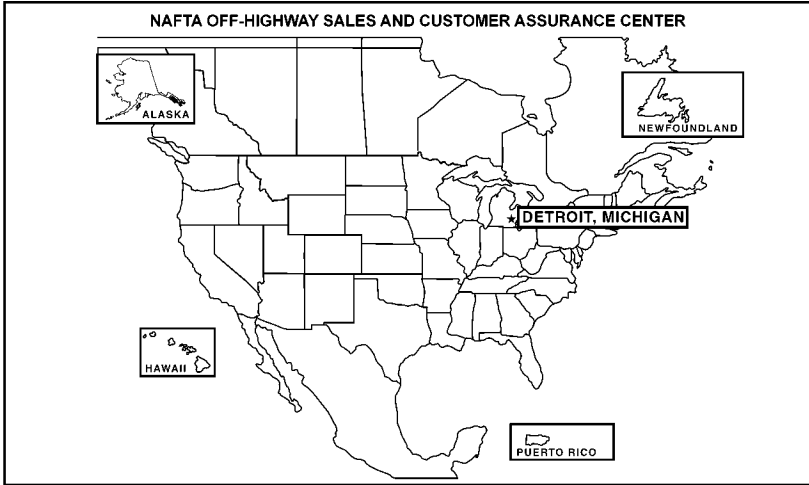 NAFTA OFF-HIGHWAY SALES AND CUSTOMER ASSURANCE CENTER
ALASKA
NEWFOUNDLAND
DETROIT, MICHIGAN
HAWAII
PUERTO RICO